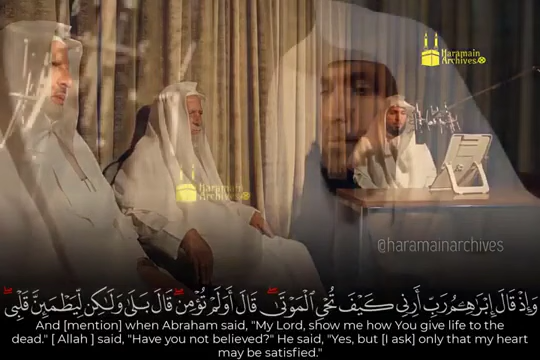 Haramain
Archives
Haramain
Archives
@haramainarchives
وَإِذْ قَالَ إِبْرَٰهِـۧمُ رَبِّ أَرِنِى كَيْفَ تُحْىِ ٱلْمَوْتَىٰ ۖ قَالَ أَوَلَمْ تُؤْمِن ۖ قَالَ بَلَىٰ وَلَـٰكِن لِّيَطْمَئِنَّ قَلْبِى ۖ
And [mention] when Abraham said, "My Lord, show me how You give life to the
dead." [ Allah ] said, "Have you not believed?" He said, "Yes, but [I ask] only that my heart
may be satisfied."